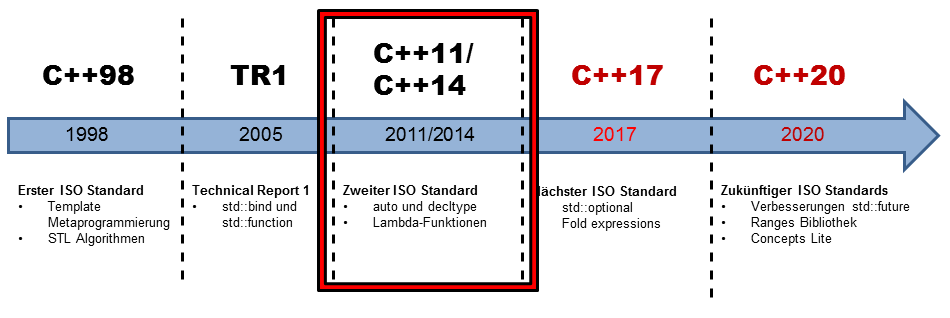 C++98
TR1
C++11/
C++14
C++17
C++20
1998
2005
2011/2014
2017
2020
Erster ISO Standard
• Template
Metaprogrammierung
• STL Algorithmen
Technical Report 1
• std::bind und
std::function
Zweiter ISO Standard
• auto und decltype
• Lambda-Funktionen
ächster ISO Standard
std::optional
Fold expressions
Zukünftiger ISO Standards
• Verbesserungen std::future
• Ranges Bibliothek
• Concepts Lite